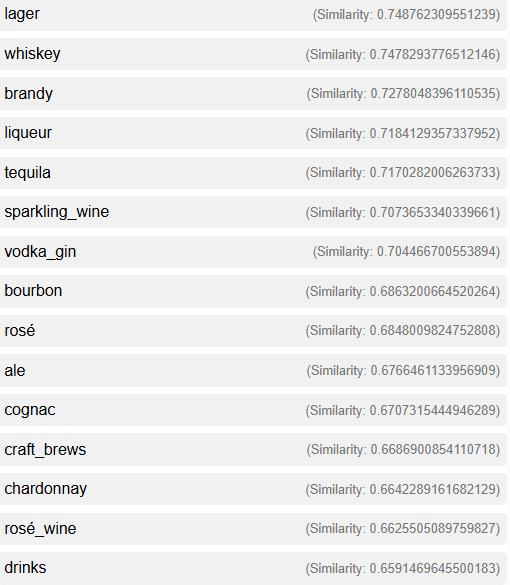 lager (Similarity: 0.748762309551239)
whiskey (Similarity: 0.7478293776512146)
brandy (Similarity: 0.7278048396110535)
liqueur (Similarity: 0.7184129357337952)
tequila (Similarity: 0.7170282006263733)
sparkling_wine (Similarity: 0.7073653340339661)
vodka_gin (Similarity: 0.704466700553894)
bourbon (Similarity: 0.6863200664520264)
rosé (Similarity: 0.6848009824752808)
ale (Similarity: 0.6766461133956909)
cognac (Similarity: 0.6707315444946289)
craft_brews (Similarity: 0.6686900854110718)
chardonnay (Similarity: 0.6642289161682129)
rosé_wine (Similarity: 0.6625505089759827)
drinks (Similarity: 0.6591469645500183)